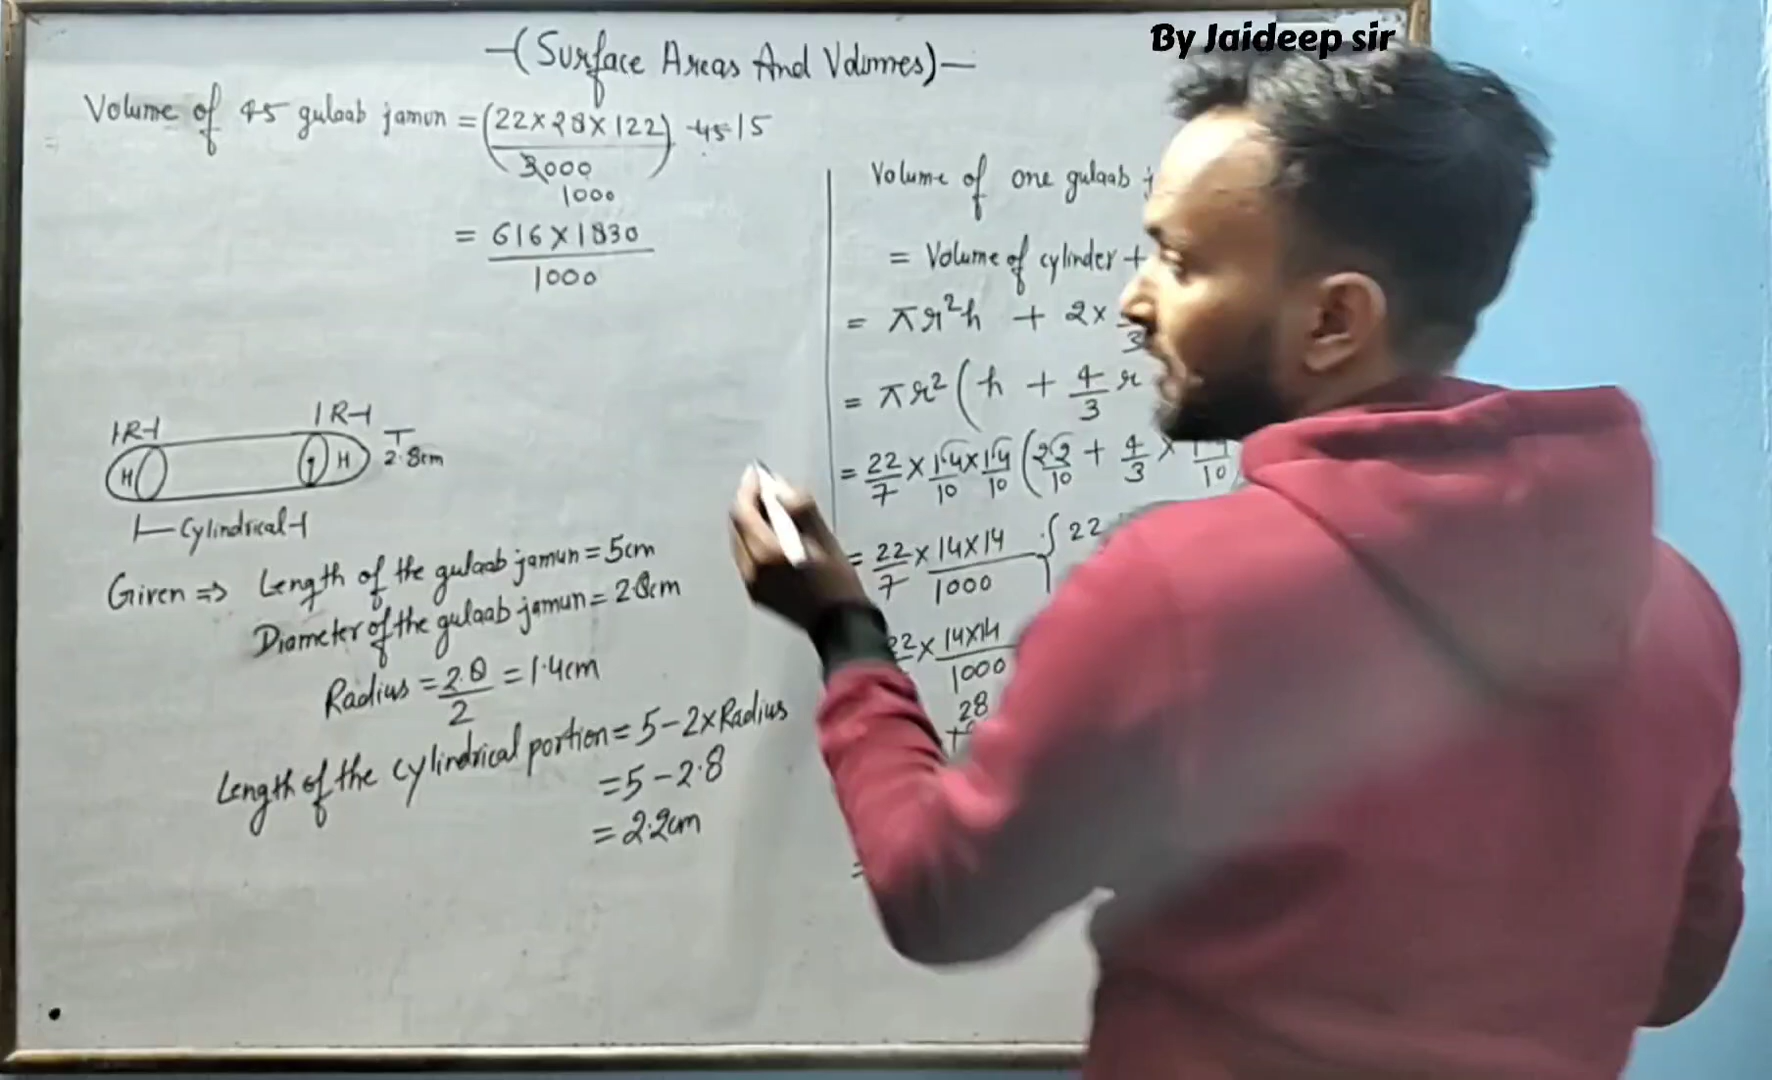 By Jaideep sir
-(Surface Areas And Volumes)-
Volume of 45 gulaab jamun = (22×28×122) 45 15
3000
1000
= 616×1830
1000
|R-| |R-|
H H T
2.8cm
|-Cylindrical-|
Given => Length of the gulaab jamun = 5cm
Diameter of the gulaab jamun = 2.8cm
Radius = 2.8 = 1.4cm
2
Length of the cylindrical portion = 5-2×Radius
= 5-2.8
= 2.2cm
Volume of one gulaab
= Volume of cylinder +
= πr²h + 2×
3
= πr²(h + 4 r
3
= 22 × 14 × 14 (22 + 4 ×
7 10 10 10 3 10
= 22 × 14×14 { 22
7 1000
22 × 14×14
1000
28